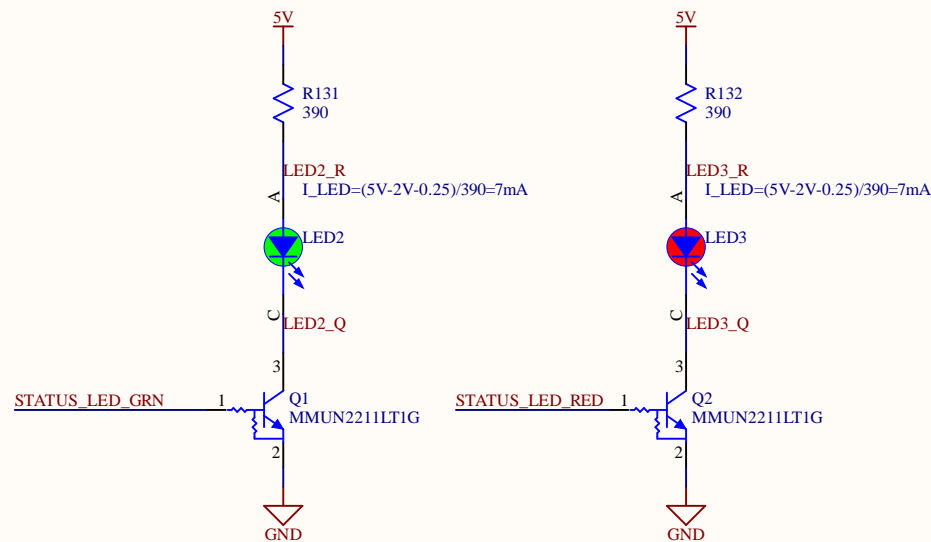 5V
R131
390
LED2_R
I_LED=(5V-2V-0.25)/390=7mA
A
LED2
C
LED2_Q
3
STATUS_LED_GRN
1
Q1
MMUN2211LT1G
2
GND
5V
R132
390
LED3_R
I_LED=(5V-2V-0.25)/390=7mA
A
LED3
C
LED3_Q
3
STATUS_LED_RED
1
Q2
MMUN2211LT1G
2
GND